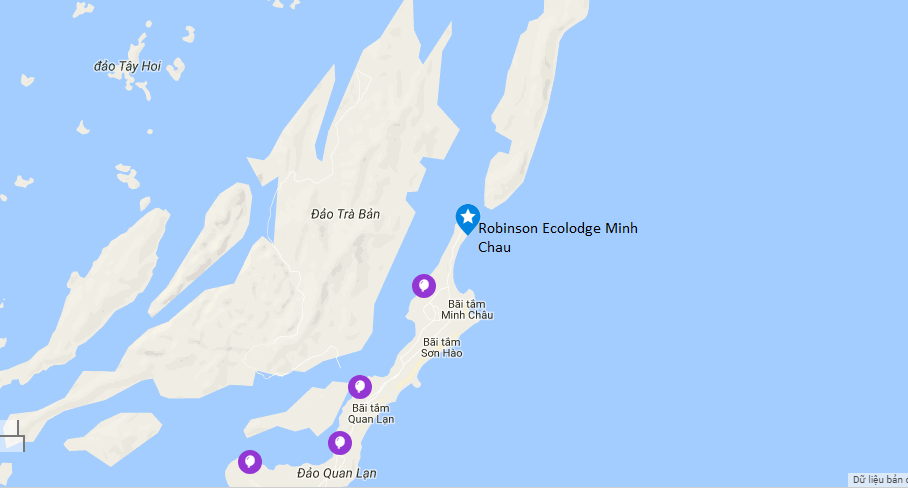 đảo Tây Hoi
Đảo Trà Bản
Robinson Ecolodge Minh
Chau
Bãi tắm
Minh Châu
Bãi tắm
Sơn Hào
Bãi tắm
Quan Lạn
Đảo Quan Lạn
Dữ liệu bản